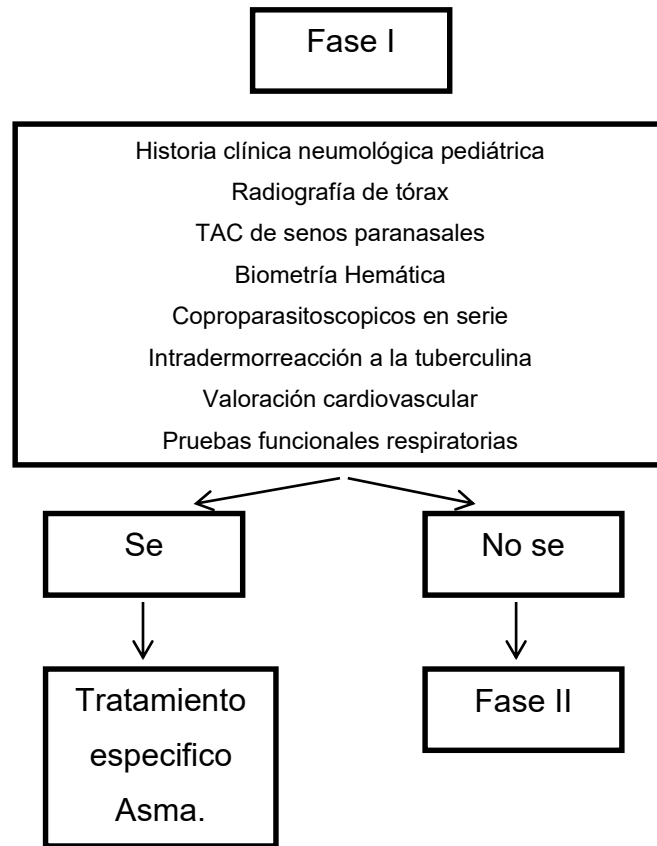 Fase I
Historia clínica neumológica pediátrica
Radiografía de tórax
TAC de senos paranasales
Biometría Hemática
Coproparasitoscopicos en serie
Intradermorreacción a la tuberculina
Valoración cardiovascular
Pruebas funcionales respiratorias
Se
No se
Tratamiento
especifico
Asma.
Fase II